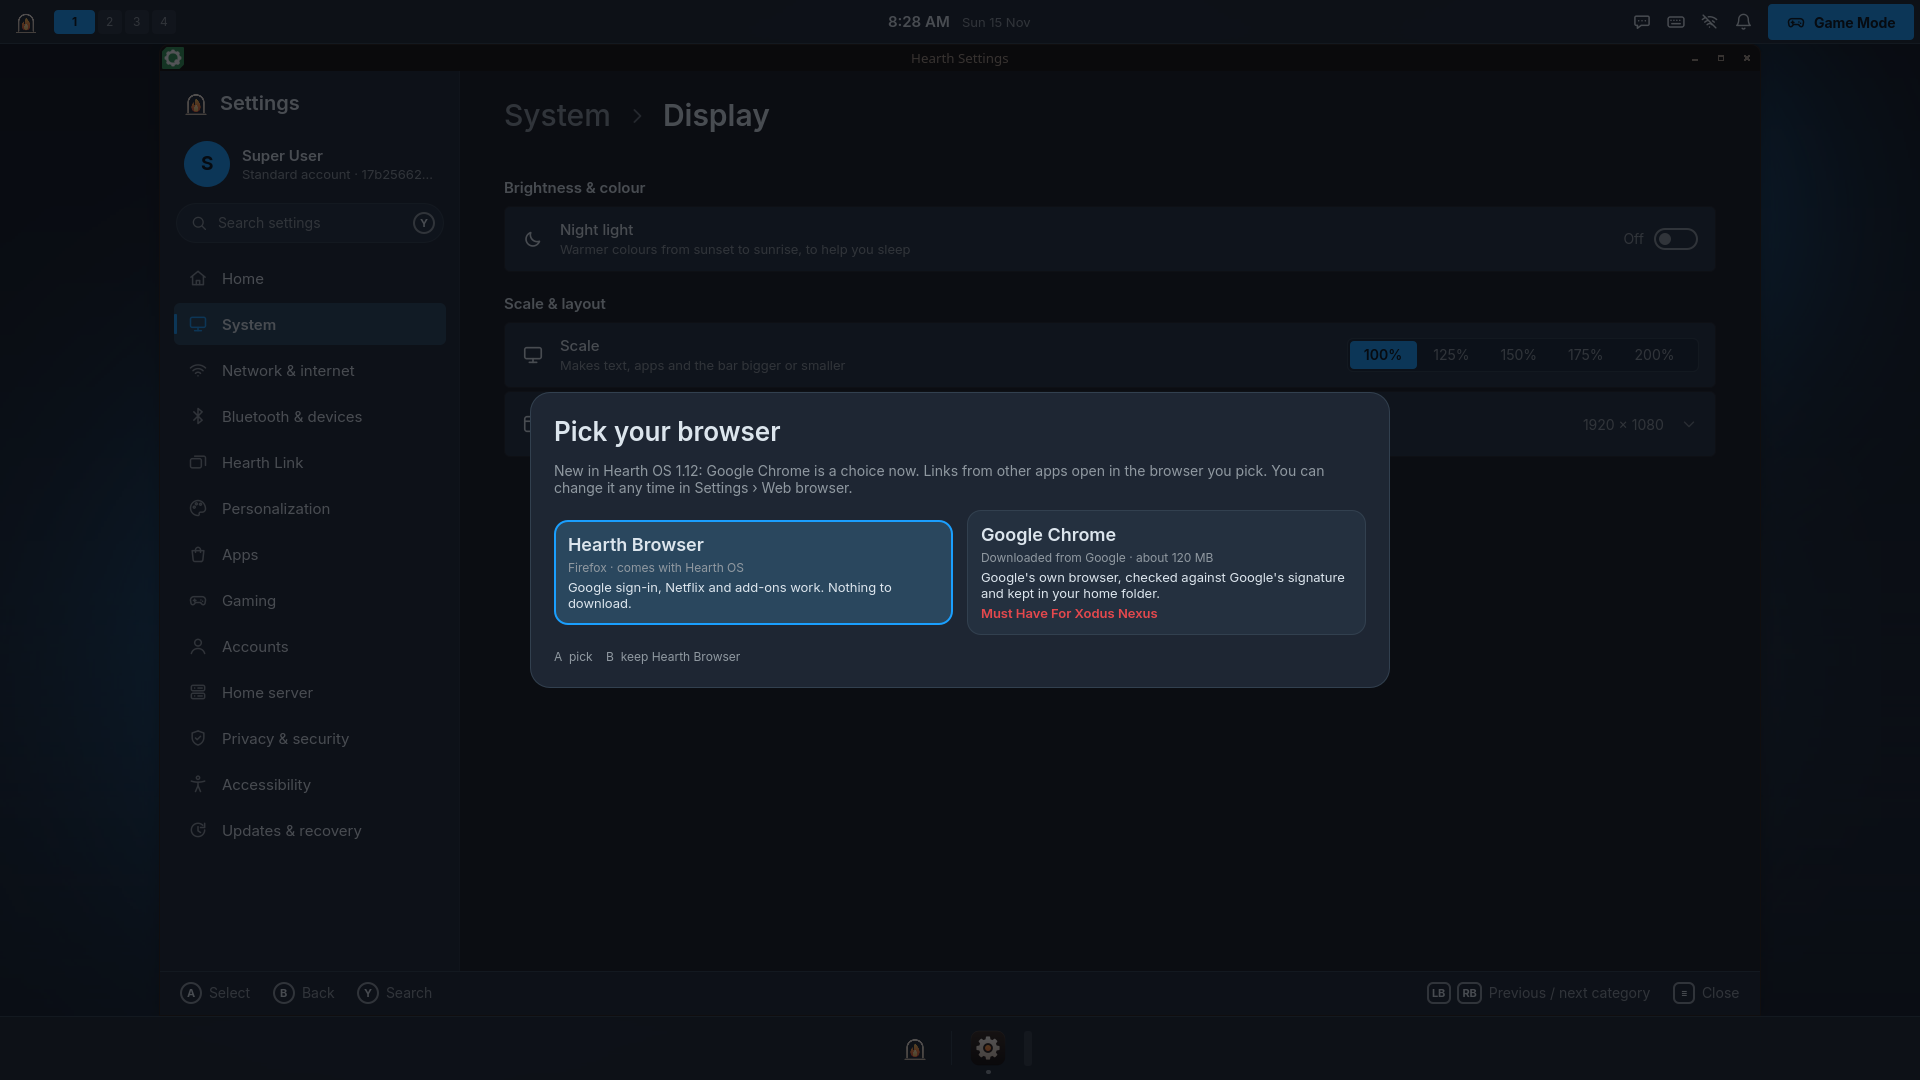 1 2 3 4
8:28 AM Sun 15 Nov
Game Mode
Hearth Settings
Settings
S
Super User
Standard account · 17b25662...
Search settings Y
Home
System
Network & internet
Bluetooth & devices
Hearth Link
Personalization
Apps
Gaming
Accounts
Home server
Privacy & security
Accessibility
Updates & recovery
System > Display
Brightness & colour
Night light
Warmer colours from sunset to sunrise, to help you sleep
Off
Scale & layout
Scale
Makes text, apps and the bar bigger or smaller
100% 125% 150% 175% 200%
1920 × 1080
Pick your browser
New in Hearth OS 1.12: Google Chrome is a choice now. Links from other apps open in the browser you pick. You can
change it any time in Settings › Web browser.
Hearth Browser
Firefox · comes with Hearth OS
Google sign-in, Netflix and add-ons work. Nothing to
download.
Google Chrome
Downloaded from Google · about 120 MB
Google's own browser, checked against Google's signature
and kept in your home folder.
Must Have For Xodus Nexus
A pick B keep Hearth Browser
A Select B Back Y Search
LB RB Previous / next category ≡ Close